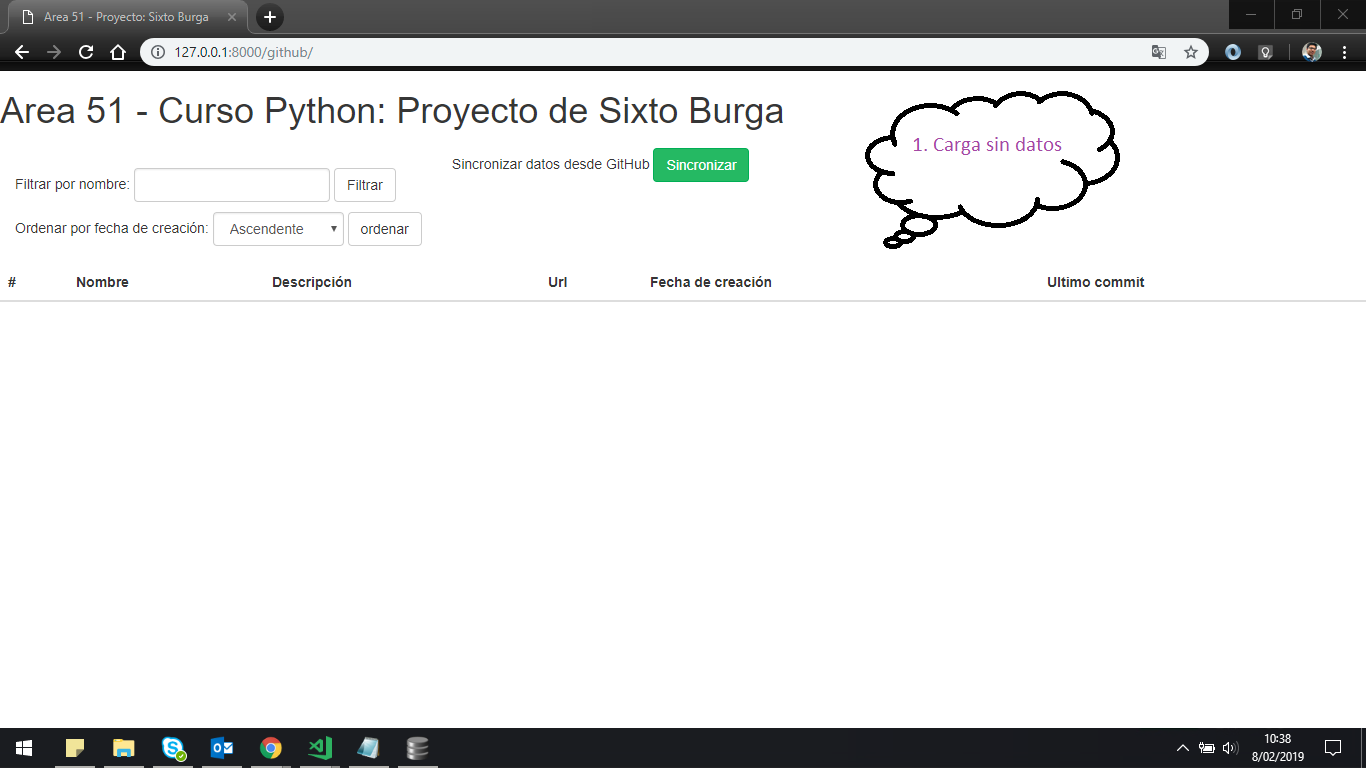 Area 51 - Proyecto: Sixto Burga
127.0.0.1:8000/github/
Area 51 - Curso Python: Proyecto de Sixto Burga
1. Carga sin datos
Sincronizar datos desde GitHub Sincronizar
Filtrar por nombre: Filtrar
Ordenar por fecha de creación: Ascendente ordenar
# Nombre Descripción Url Fecha de creación Ultimo commit
10:38
8/02/2019